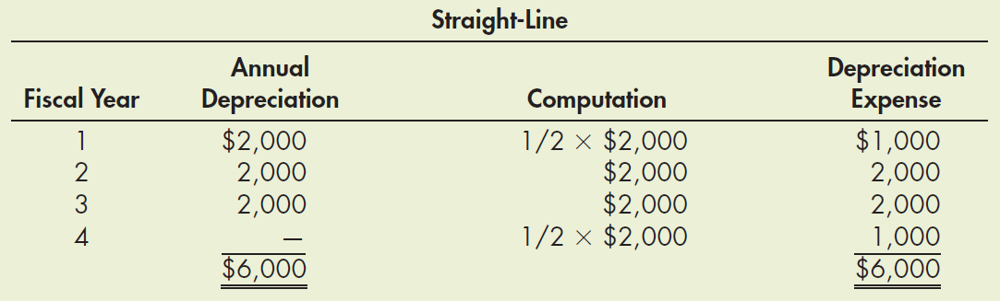 Straight-Line
Annual Depreciation
Fiscal Year Depreciation Computation Expense
1 $2,000 1/2 × $2,000 $1,000
2 2,000 $2,000 2,000
3 2,000 $2,000 2,000
4 — 1/2 × $2,000 1,000
$6,000 $6,000